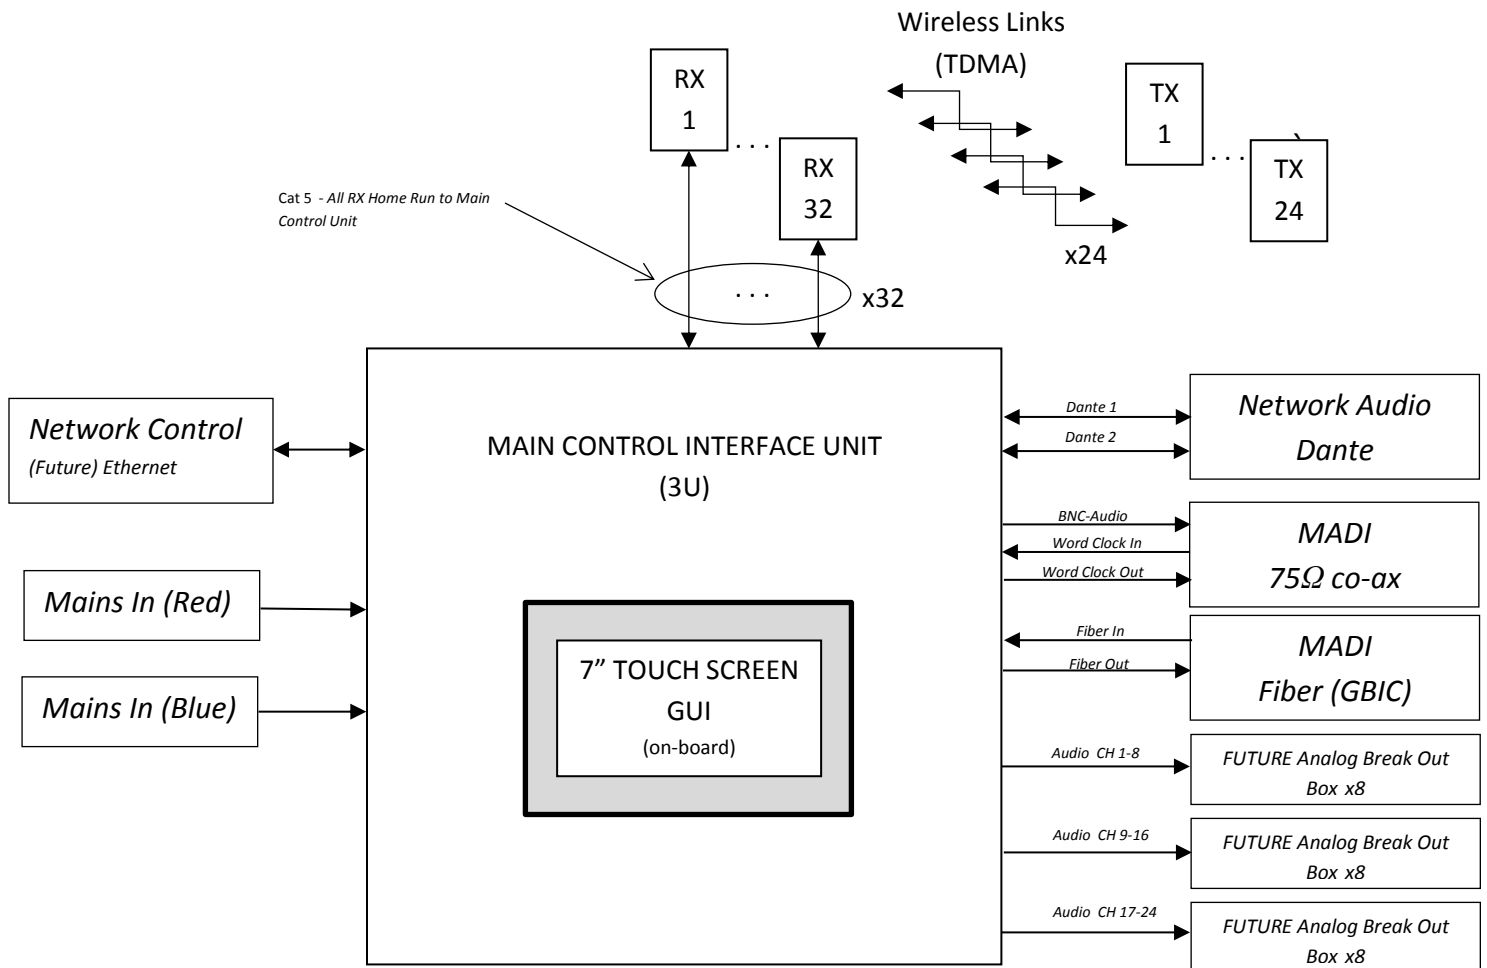 Wireless Links
(TDMA)
RX
1
. . .
RX
32
TX
1
. . .
`
TX
24
x24
Cat 5  - All RX Home Run to Main
Control Unit
. . .
x32
Network Control
(Future) Ethernet
Mains In (Red)
Mains In (Blue)
MAIN CONTROL INTERFACE UNIT
(3U)
7” TOUCH SCREEN
GUI
(on-board)
Dante 1
Dante 2
Network Audio
Dante
BNC-Audio
Word Clock In
Word Clock Out
MADI
75Ω co-ax
Fiber In
Fiber Out
MADI
Fiber (GBIC)
Audio  CH 1-8
FUTURE Analog Break Out
Box  x8
Audio  CH 9-16
FUTURE Analog Break Out
Box  x8
Audio  CH 17-24
FUTURE Analog Break Out
Box  x8